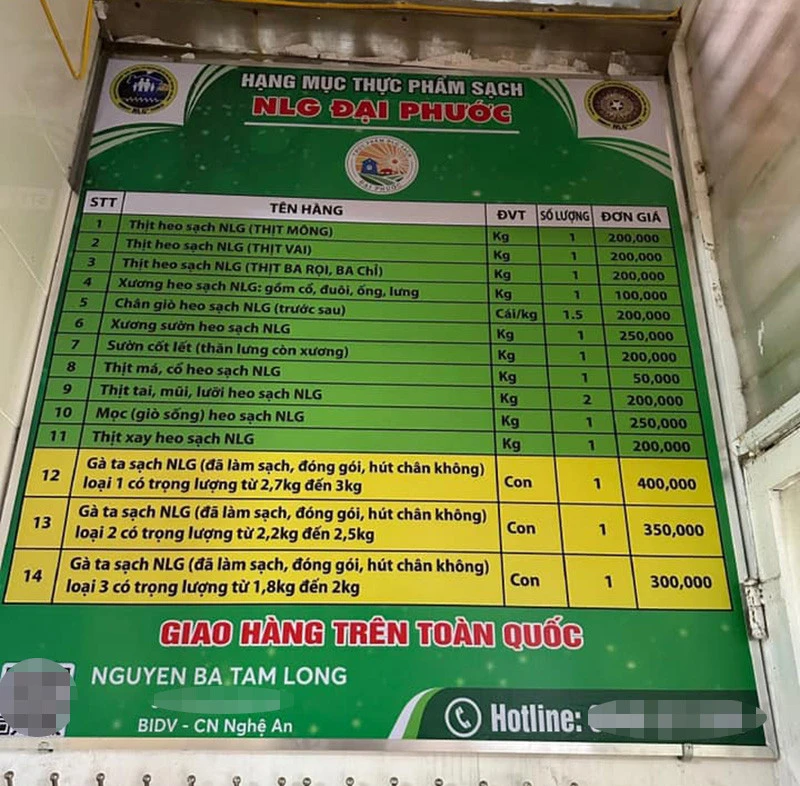 HẠNG MỤC THỰC PHẨM SẠCH
NLG ĐẠI PHƯỚC
ĐẠI PHƯỚC
STT TÊN HÀNG ĐVT SỐ LƯỢNG ĐƠN GIÁ
1 Thịt heo sạch NLG (THỊT MÔNG) Kg 1 200,000
2 Thịt heo sạch NLG (THỊT VAI) Kg 1 200,000
3 Thịt heo sạch NLG (THỊT BA RỌI, BA CHỈ) Kg 1 200,000
4 Xương heo sạch NLG: gồm cổ, đuôi, ống, lưng Kg 1 100,000
5 Chân giò heo sạch NLG (trước sau) Cái/kg 1.5 200,000
6 Xương sườn heo sạch NLG Kg 1 250,000
7 Sườn cốt lết (thăn lưng còn xương) Kg 1 200,000
8 Thịt má, cổ heo sạch NLG Kg 1 50,000
9 Thịt tai, mũi, lưỡi heo sạch NLG Kg 2 200,000
10 Mọc (giò sống) heo sạch NLG Kg 1 250,000
11 Thịt xay heo sạch NLG Kg 1 200,000
12 Gà ta sạch NLG (đã làm sạch, đóng gói, hút chân không)
loại 1 có trọng lượng từ 2,7kg đến 3kg Con 1 400,000
13 Gà ta sạch NLG (đã làm sạch, đóng gói, hút chân không)
loại 2 có trọng lượng từ 2,2kg đến 2,5kg Con 1 350,000
14 Gà ta sạch NLG (đã làm sạch, đóng gói, hút chân không)
loại 3 có trọng lượng từ 1,8kg đến 2kg Con 1 300,000
GIAO HÀNG TRÊN TOÀN QUỐC
NGUYEN BA TAM LONG
BIDV - CN Nghệ An
Hotline: